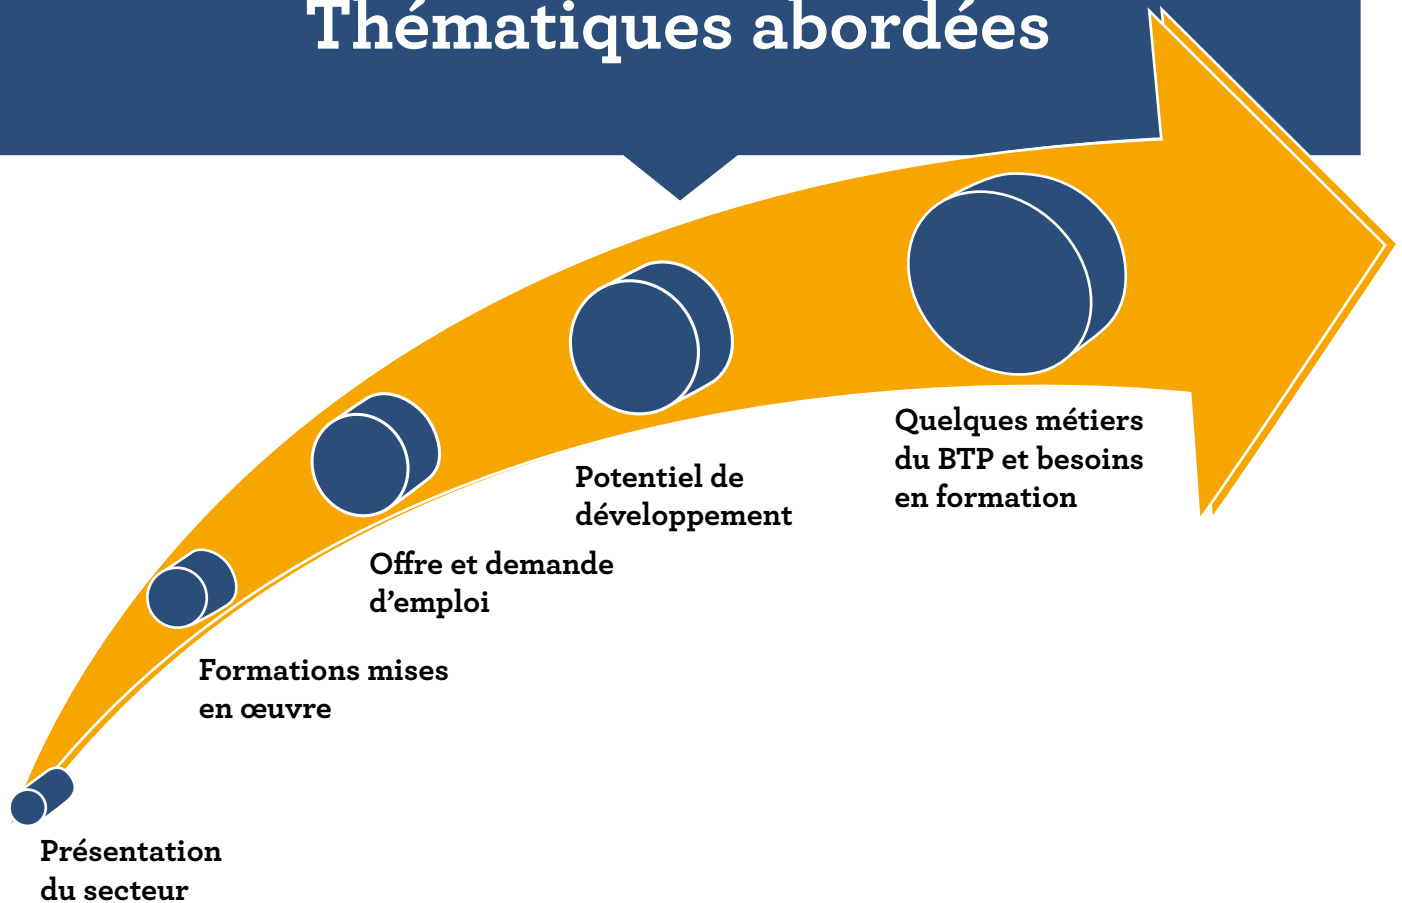 Thématiques abordées
Quelques métiers
du BTP et besoins
en formation
Potentiel de
développement
Offre et demande
d’emploi
Formations mises
en œuvre
Présentation
du secteur